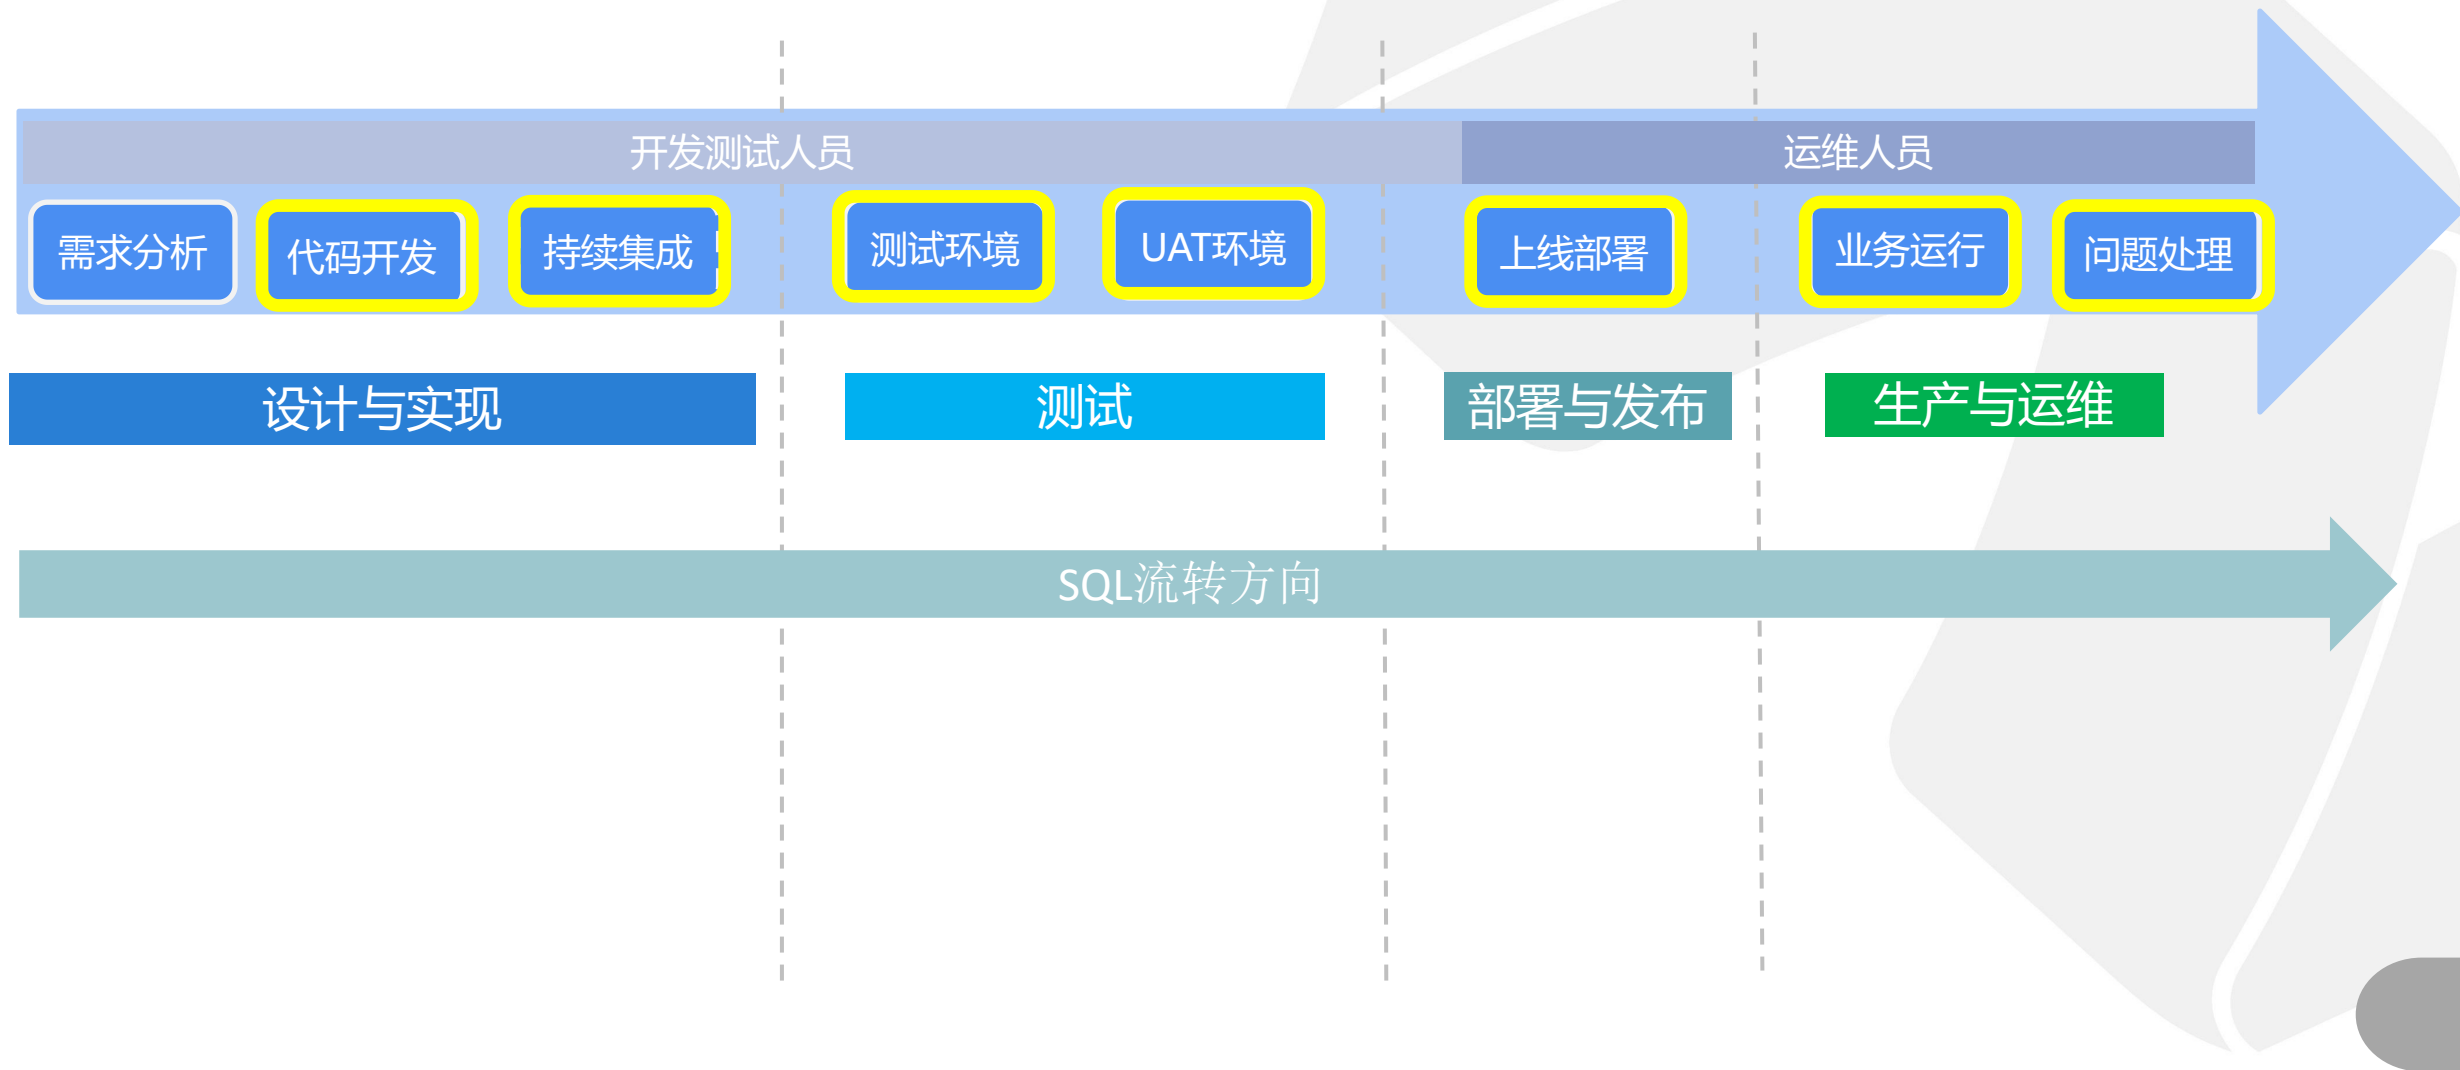 开发测试人员
运维人员
需求分析
代码开发
持续集成
测试环境
UAT环境
上线部署
业务运行
问题处理
设计与实现
测试
部署与发布
生产与运维
SQL流转方向